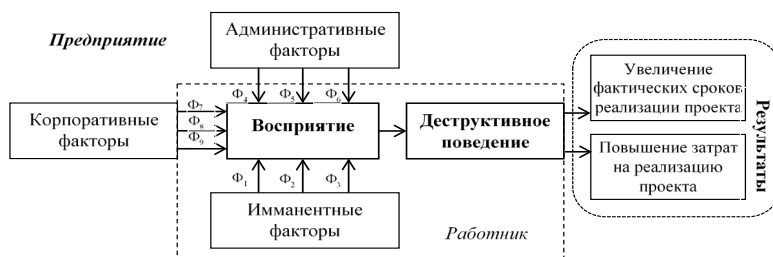 Предприятие
Административные
факторы
Ф4 Ф5 Ф6
Корпоративные
факторы
Ф7
Ф8
Ф9
Восприятие
Деструктивное
поведение
Ф1 Ф2 Ф3
Имманентные
факторы
Работник
Увеличение
фактических сроков
реализации проекта
Повышение затрат
на реализацию
проекта
Результаты